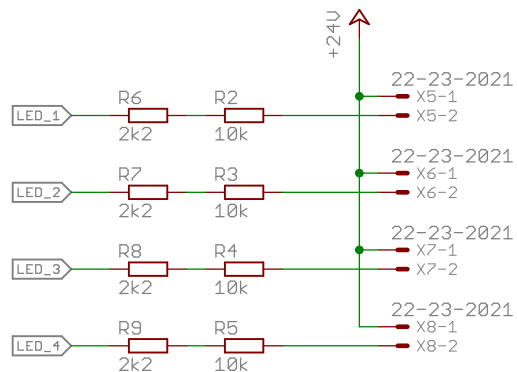 +24V
22-23-2021
X5-1
LED_1 R6 2k2 R2 10k X5-2
22-23-2021
X6-1
LED_2 R7 2k2 R3 10k X6-2
22-23-2021
X7-1
LED_3 R8 2k2 R4 10k X7-2
22-23-2021
X8-1
LED_4 R9 2k2 R5 10k X8-2